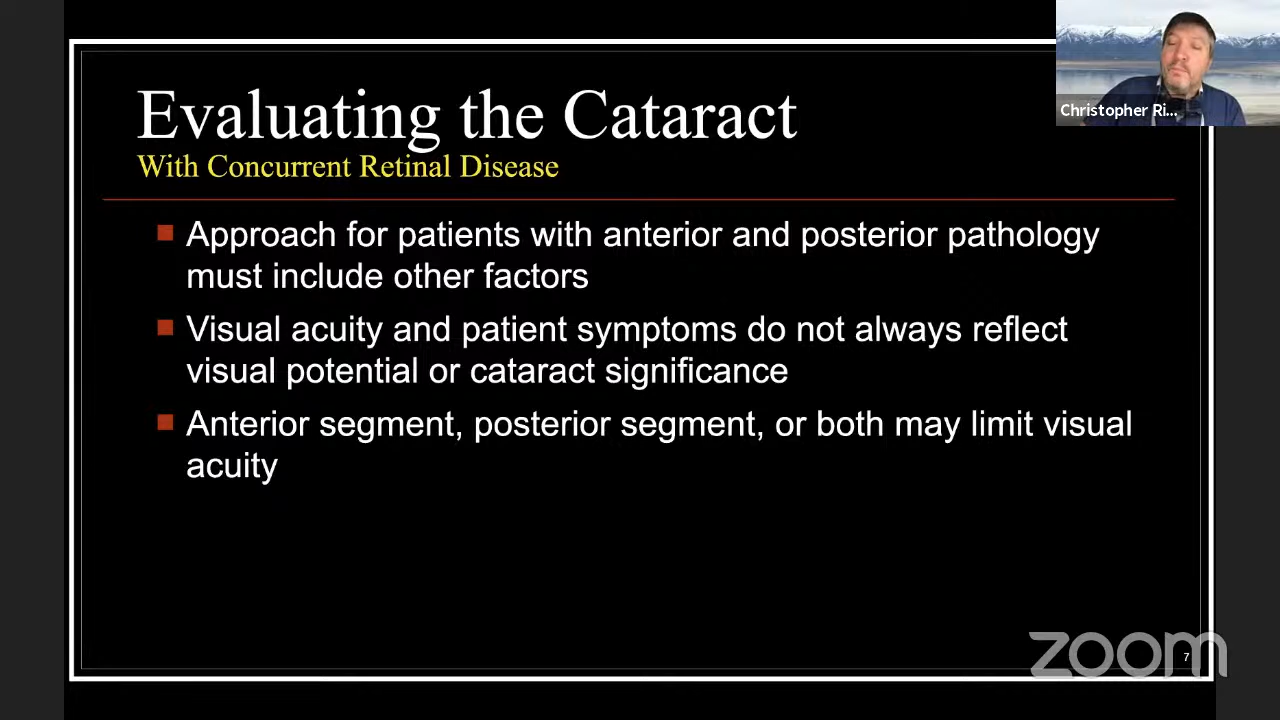 Evaluating the Cataract
With Concurrent Retinal Disease
Approach for patients with anterior and posterior pathology
must include other factors
Visual acuity and patient symptoms do not always reflect
visual potential or cataract significance
Anterior segment, posterior segment, or both may limit visual
acuity
Christopher Ri...
zoom
7